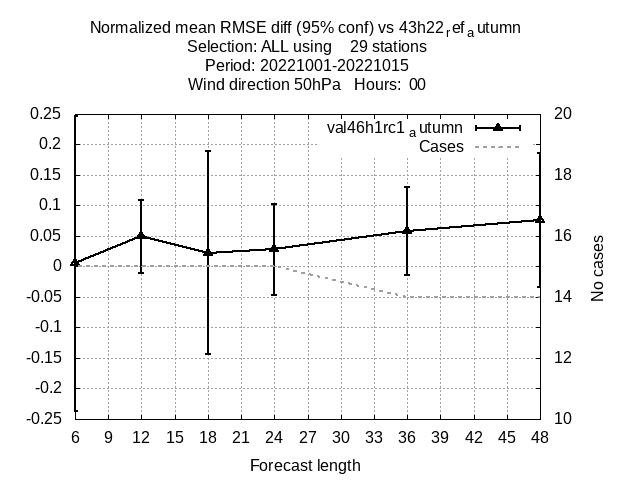 Normalized mean RMSE diff (95% conf) vs 43h22refautumn
Selection: ALL using 29 stations
Period: 20221001-20221015
Wind direction 50hPa Hours: 00
0.25
0.2
0.15
0.1
0.05
0
-0.05
-0.1
-0.15
-0.2
-0.25
val46h1rc1autumn
Cases
20
18
16
14
12
10
No cases
6 9 12 15 18 21 24 27 30 33 36 39 42 45 48
Forecast length